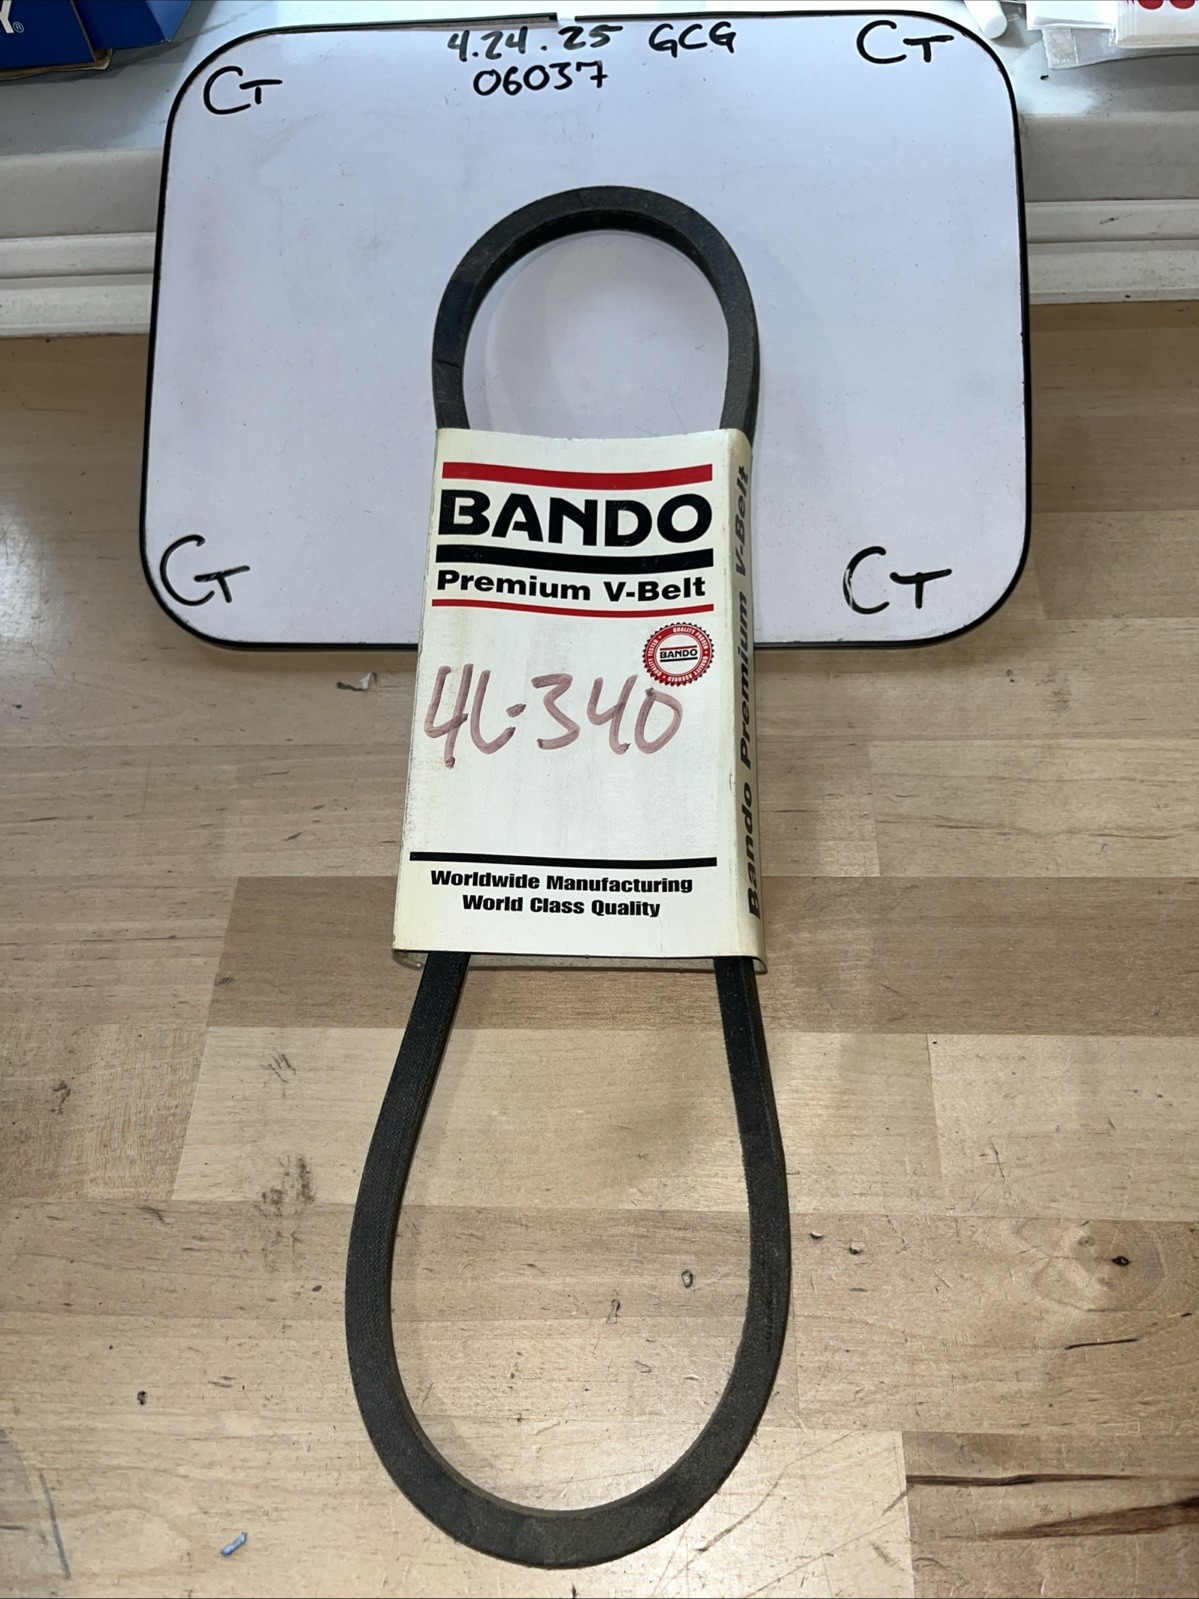 Y®
4.24.25 GCG
06037
CT
CT
BANDO
Premium V-Belt
BANDO
4L-340
Worldwide Manufacturing
World Class Quality
Bando Premium V-Belt
CT
CT